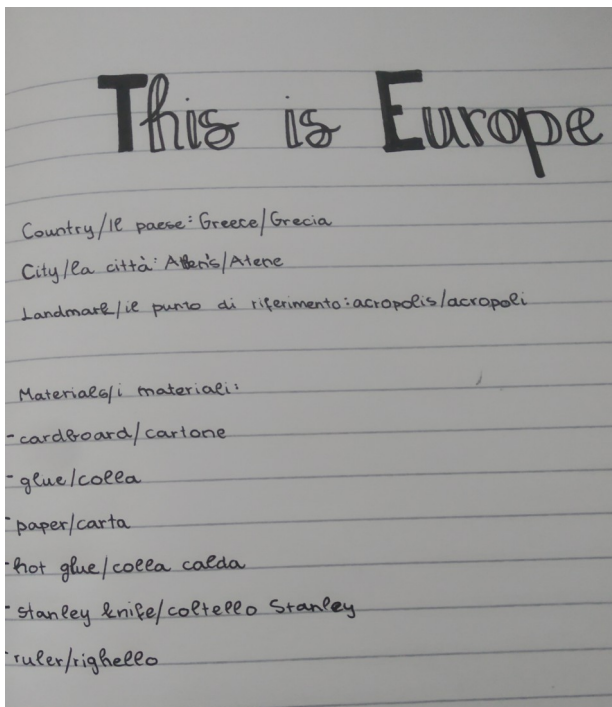 This is Europe
Country/il paese: Greece/Grecia
City/la città: Atens/Atene
Landmark/il punto di riferimento: acropolis/acropoli
Materials/i materiali:
-cardboard/cartone
-glue/colla
-paper/carta
-hot glue/colla calda
-stanley knife/coltello Stanley
-ruler/righello